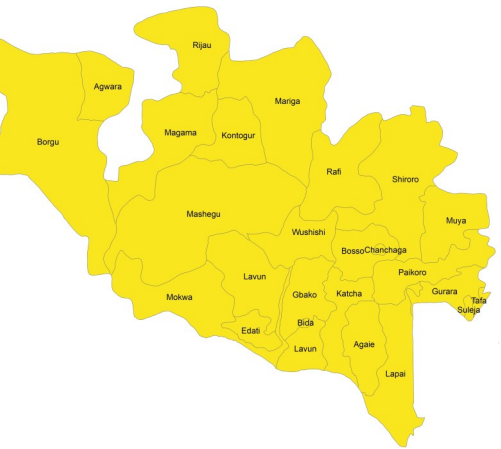 Rijau
Agwara
Mariga
Magama
Kontogur
Borgu
Rafi
Shiroro
Mashegu
Muya
Wushishi
Bosso
Chanchaga
Paikoro
Lavun
Gbako
Katcha
Gurara
Mokwa
Tafa
Suleja
Bida
Edati
Lavun
Agaie
Lapai